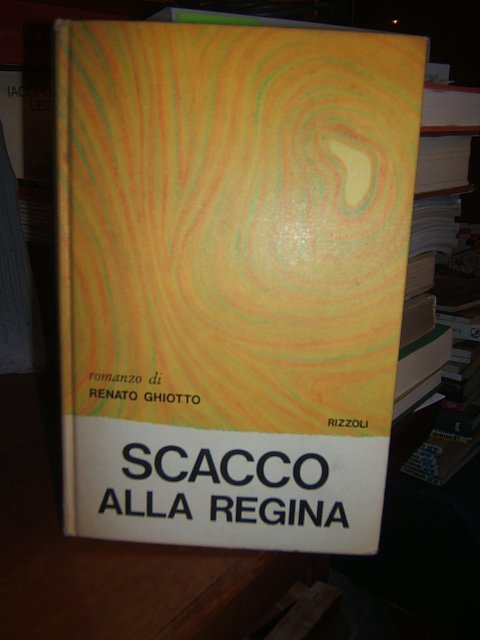 romanzo di
RENATO GHIOTTO
RIZZOLI
SCACCO
ALLA REGINA